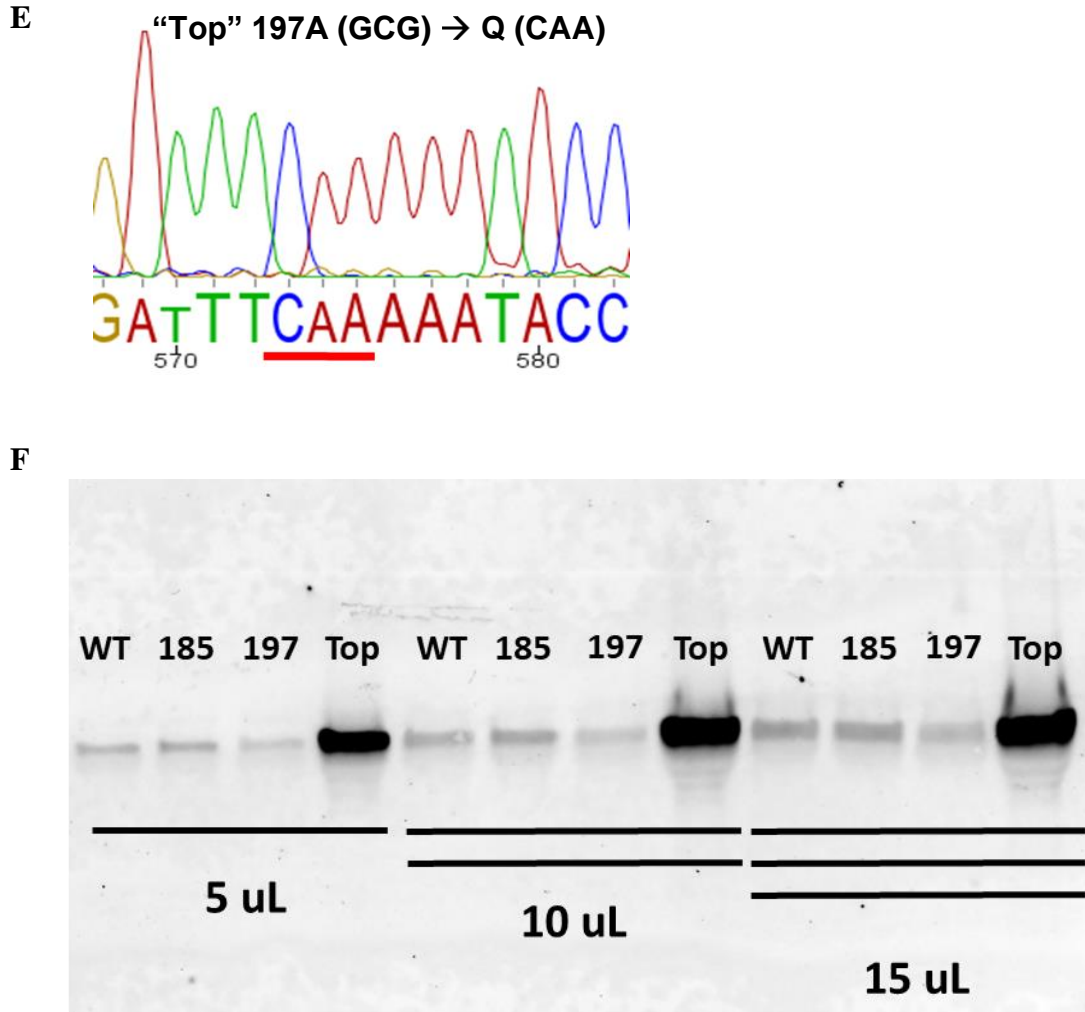 E
“Top” 197A (GCG) → Q (CAA)
GATTTCAAAAATACC
570 580
F
WT 185 197 Top WT 185 197 Top WT 185 197 Top
5 uL
10 uL
15 uL